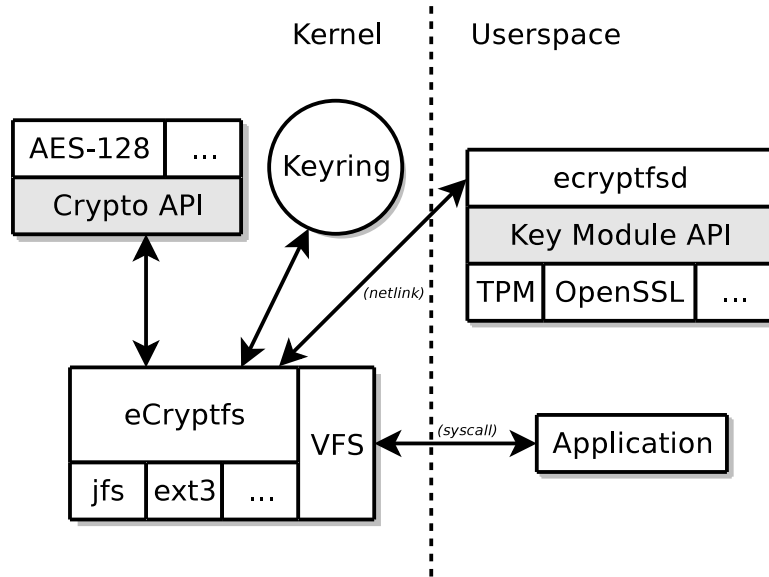 Kernel
Userspace
AES-128
...
Crypto API
Keyring
ecryptfsd
Key Module API
TPM
OpenSSL
...
(netlink)
eCryptfs
VFS
jfs
ext3
...
(syscall)
Application